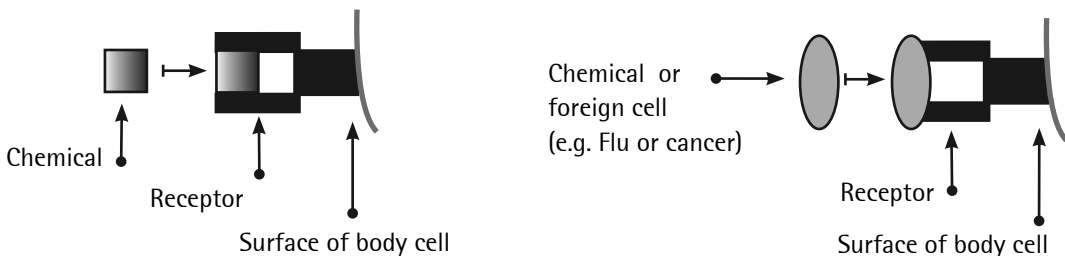 Chemical
Receptor
Surface of body cell
Chemical or
foreign cell
(e.g. Flu or cancer)
Receptor
Surface of body cell